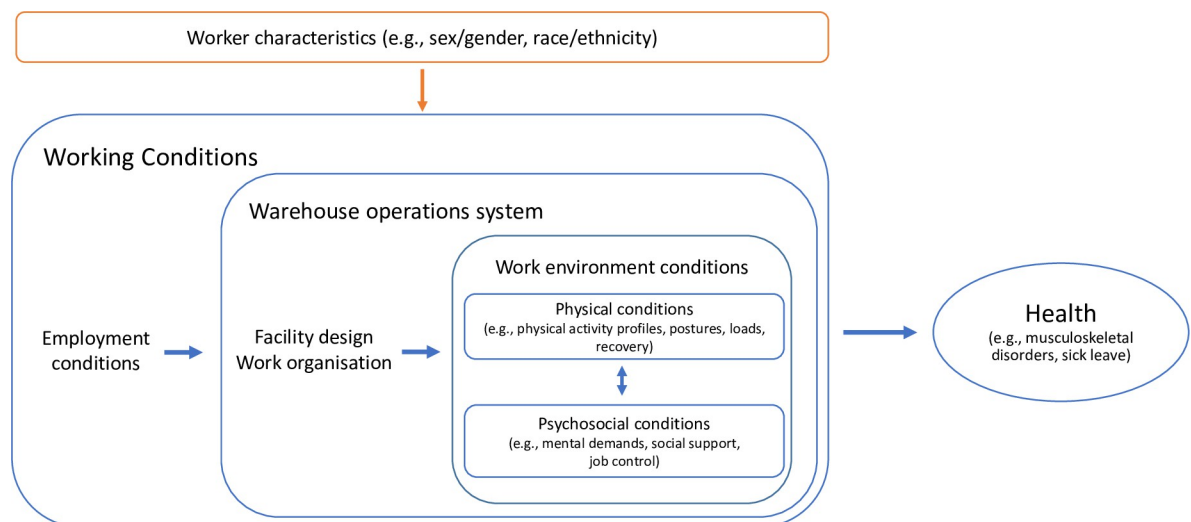 Worker characteristics (e.g., sex/gender, race/ethnicity)
Working Conditions
Warehouse operations system
Work environment conditions
Physical conditions
(e.g., physical activity profiles, postures, loads,
recovery)
Employment
conditions
Facility design
Work organisation
Psychosocial conditions
(e.g., mental demands, social support,
job control)
Health
(e.g., musculoskeletal
disorders, sick leave)